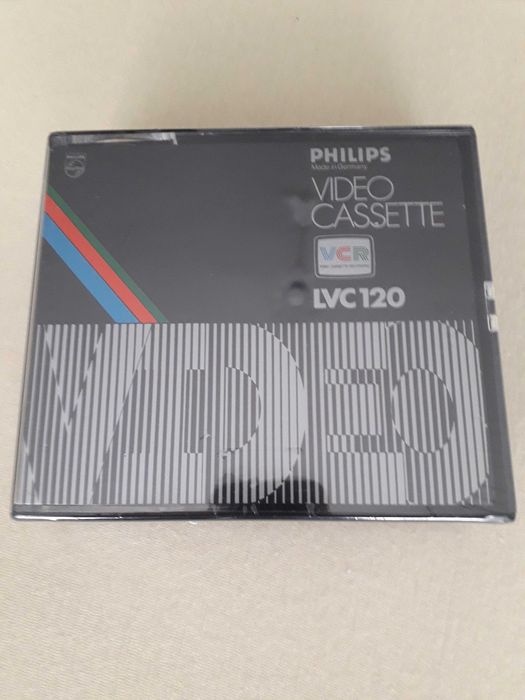 PHILIPS
Made in Germany
VIDEO
CASSETTE
VCR
LVC 120
VIDEO